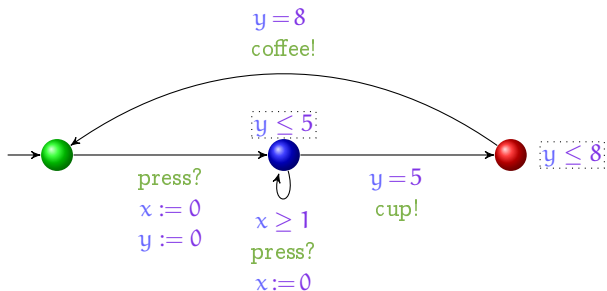 y = 8
coffee!
y ≤ 5
y ≤ 8
press?
x := 0
y := 0
y = 5
cup!
x ≥ 1
press?
x := 0